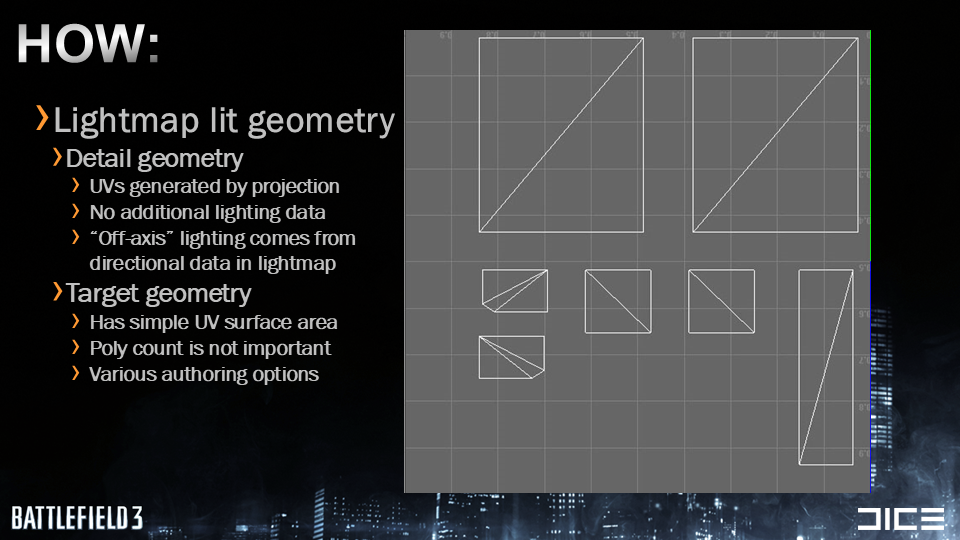 HOW:
›Lightmap lit geometry
›Detail geometry
› UVs generated by projection
› No additional lighting data
› “Off-axis” lighting comes from
directional data in lightmap
›Target geometry
› Has simple UV surface area
› Poly count is not important
› Various authoring options
BATTLEFIELD 3
DICE